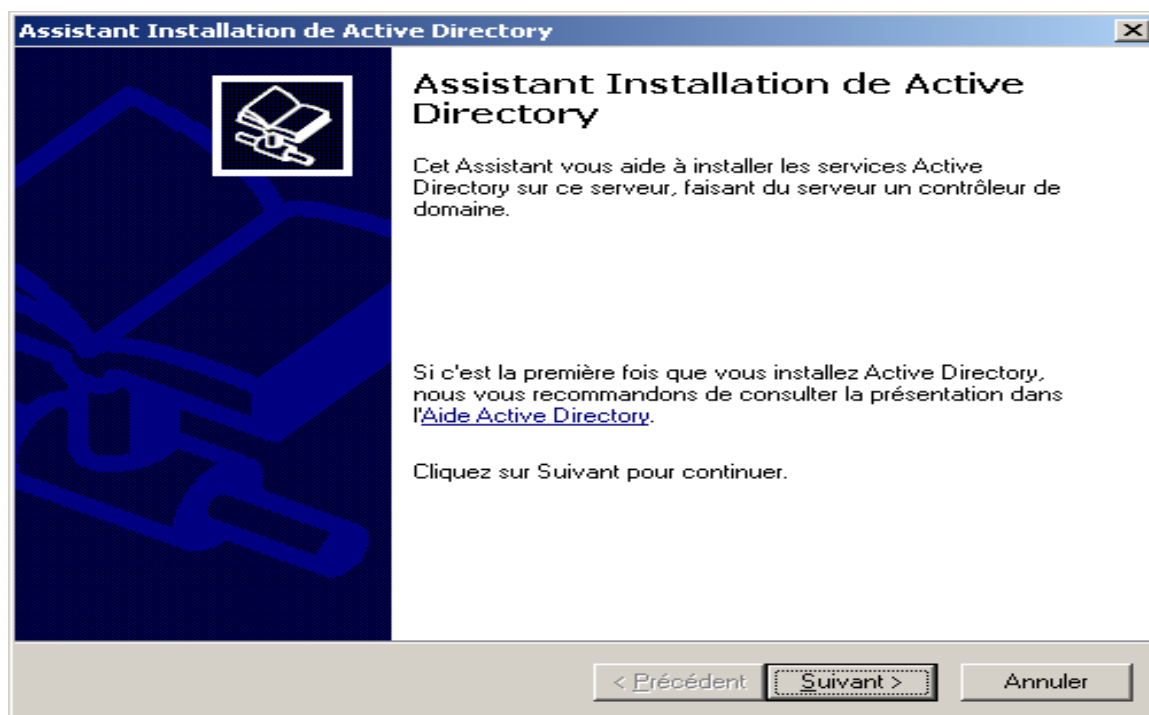 Assistant Installation de Active Directory
Assistant Installation de Active
Directory
Cet Assistant vous aide à installer les services Active
Directory sur ce serveur, faisant du serveur un contrôleur de
domaine.
Si c'est la première fois que vous installez Active Directory,
nous vous recommandons de consulter la présentation dans
l'Aide Active Directory.
Cliquez sur Suivant pour continuer.
< Précédent
Suivant >
Annuler